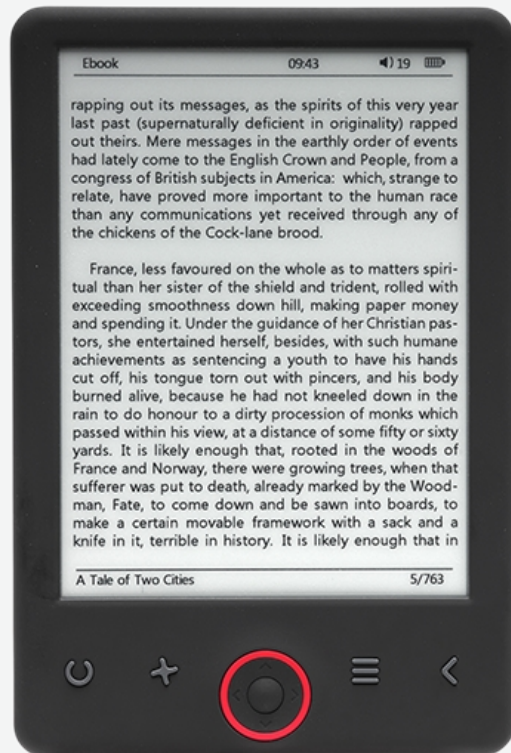 Ebook 09:43 19
rapping out its messages, as the spirits of this very year
last past (supernaturally deficient in originality) rapped
out theirs. Mere messages in the earthly order of events
had lately come to the English Crown and People, from a
congress of British subjects in America: which, strange to
relate, have proved more important to the human race
than any communications yet received through any of
the chickens of the Cock-lane brood.
France, less favoured on the whole as to matters spiri-
tual than her sister of the shield and trident, rolled with
exceeding smoothness down hill, making paper money
and spending it. Under the guidance of her Christian pas-
tors, she entertained herself, besides, with such humane
achievements as sentencing a youth to have his hands
cut off, his tongue torn out with pincers, and his body
burned alive, because he had not kneeled down in the
rain to do honour to a dirty procession of monks which
passed within his view, at a distance of some fifty or sixty
yards. It is likely enough that, rooted in the woods of
France and Norway, there were growing trees, when that
sufferer was put to death, already marked by the Wood-
man, Fate, to come down and be sawn into boards, to
make a certain movable framework with a sack and a
knife in it, terrible in history. It is likely enough that in
A Tale of Two Cities 5/763